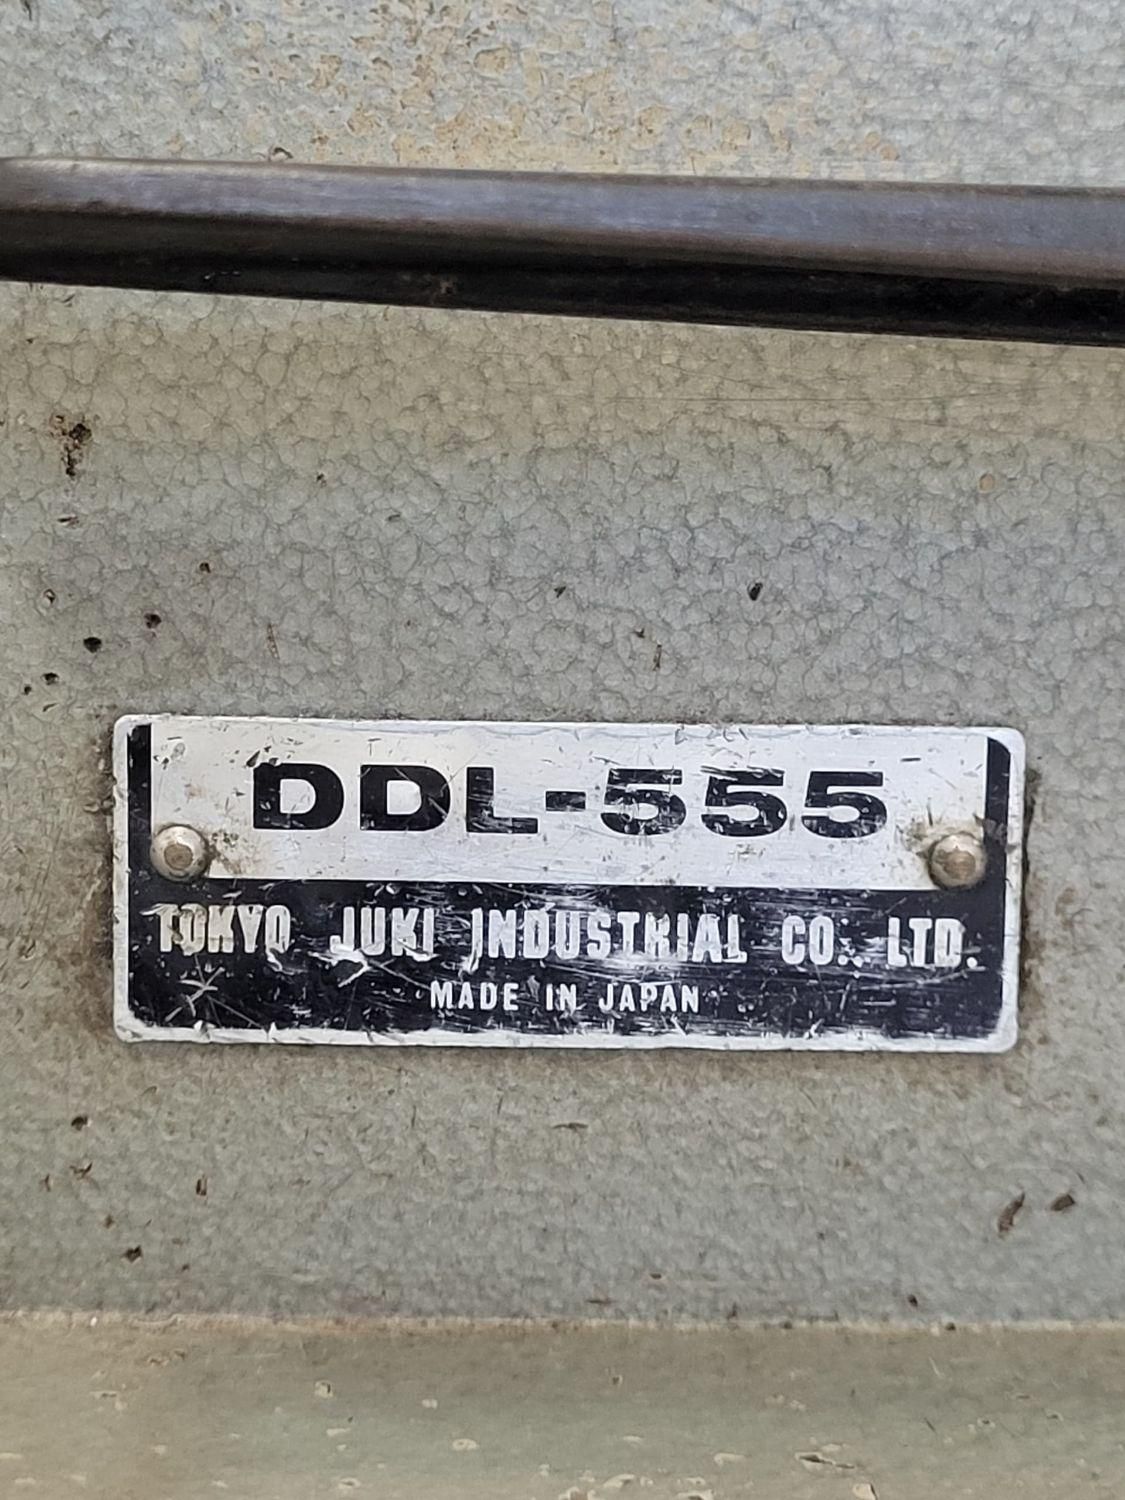 DDL-555
TOKYO JUKI INDUSTRIAL CO., LTD.
MADE IN JAPAN